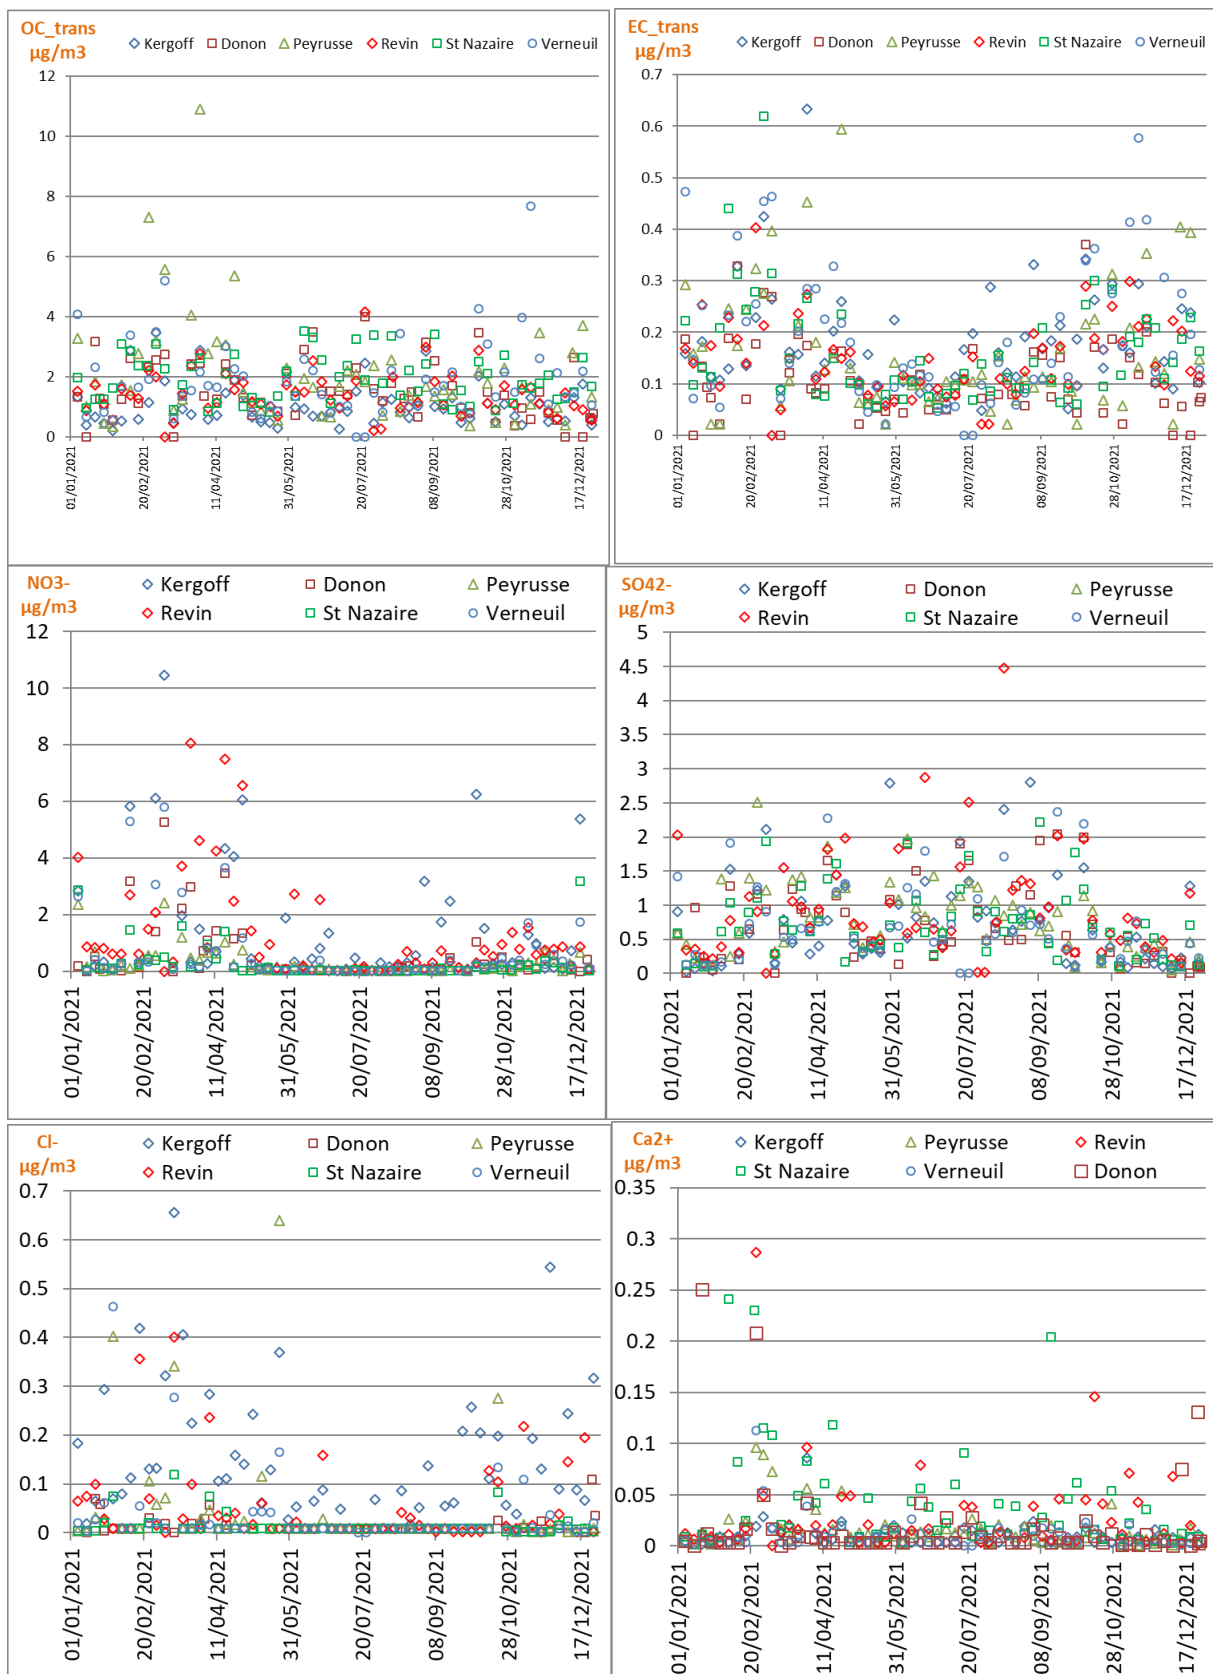 OC_trans
µg/m3
Kergoff Donon Peyrusse Revin St Nazaire Verneuil
12
10
8
6
4
2
0
01/01/2021 20/02/2021 11/04/2021 31/05/2021 20/07/2021 08/09/2021 28/10/2021 17/12/2021
EC_trans
µg/m3
Kergoff Donon Peyrusse Revin St Nazaire Verneuil
0.7
0.6
0.5
0.4
0.3
0.2
0.1
0
01/01/2021 20/02/2021 11/04/2021 31/05/2021 20/07/2021 08/09/2021 28/10/2021 17/12/2021
NO3-
µg/m3
Kergoff Donon Peyrusse
Revin St Nazaire Verneuil
12
10
8
6
4
2
0
01/01/2021 20/02/2021 11/04/2021 31/05/2021 20/07/2021 08/09/2021 28/10/2021 17/12/2021
SO42-
µg/m3
Kergoff Donon Peyrusse
Revin St Nazaire Verneuil
5
4.5
4
3.5
3
2.5
2
1.5
1
0.5
0
01/01/2021 20/02/2021 11/04/2021 31/05/2021 20/07/2021 08/09/2021 28/10/2021 17/12/2021
Cl-
µg/m3
Kergoff Donon Peyrusse
Revin St Nazaire Verneuil
0.7
0.6
0.5
0.4
0.3
0.2
0.1
0
01/01/2021 20/02/2021 11/04/2021 31/05/2021 20/07/2021 08/09/2021 28/10/2021 17/12/2021
Ca2+
µg/m3
Kergoff Peyrusse Revin
St Nazaire Verneuil Donon
0.35
0.3
0.25
0.2
0.15
0.1
0.05
0
01/01/2021 20/02/2021 11/04/2021 31/05/2021 20/07/2021 08/09/2021 28/10/2021 17/12/2021